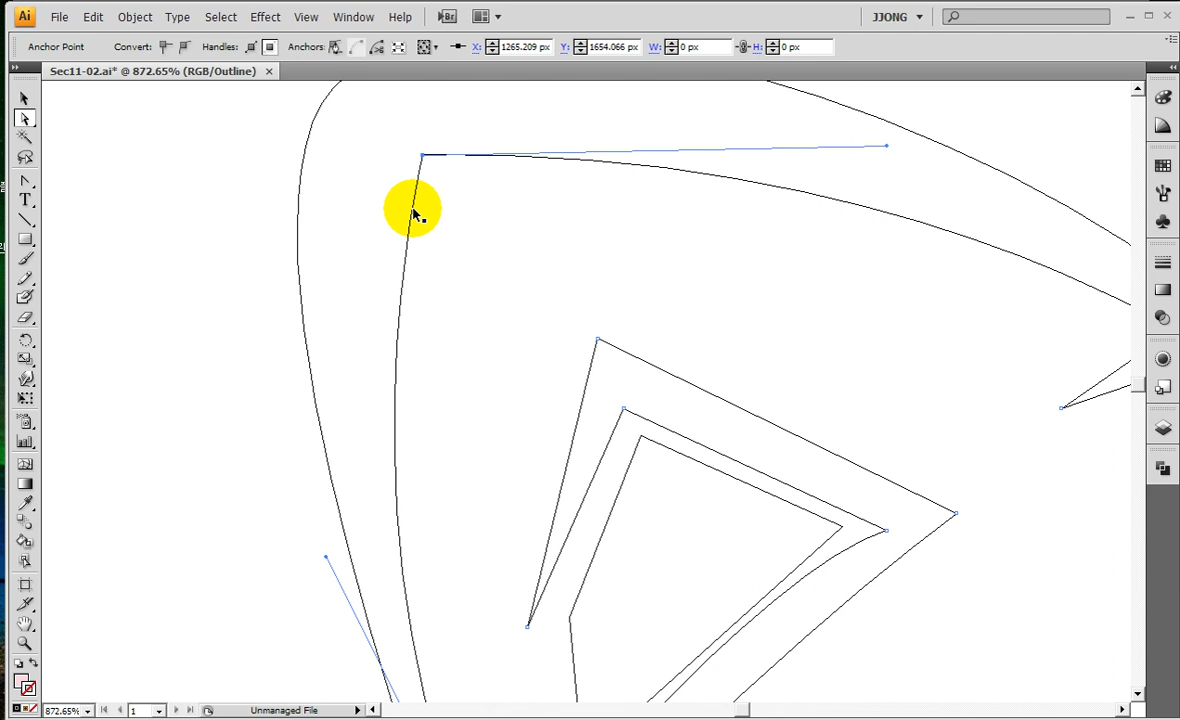 Ai File Edit Object Type Select Effect View Window Help Br JJONG
Anchor Point Convert: Handles: Anchors: X: 1265.209 px Y: 1654.066 px W: 0 px H: 0 px
Sec11-02.ai* @ 872.65% (RGB/Outline) ×
T
872.65% 1 Unmanaged File